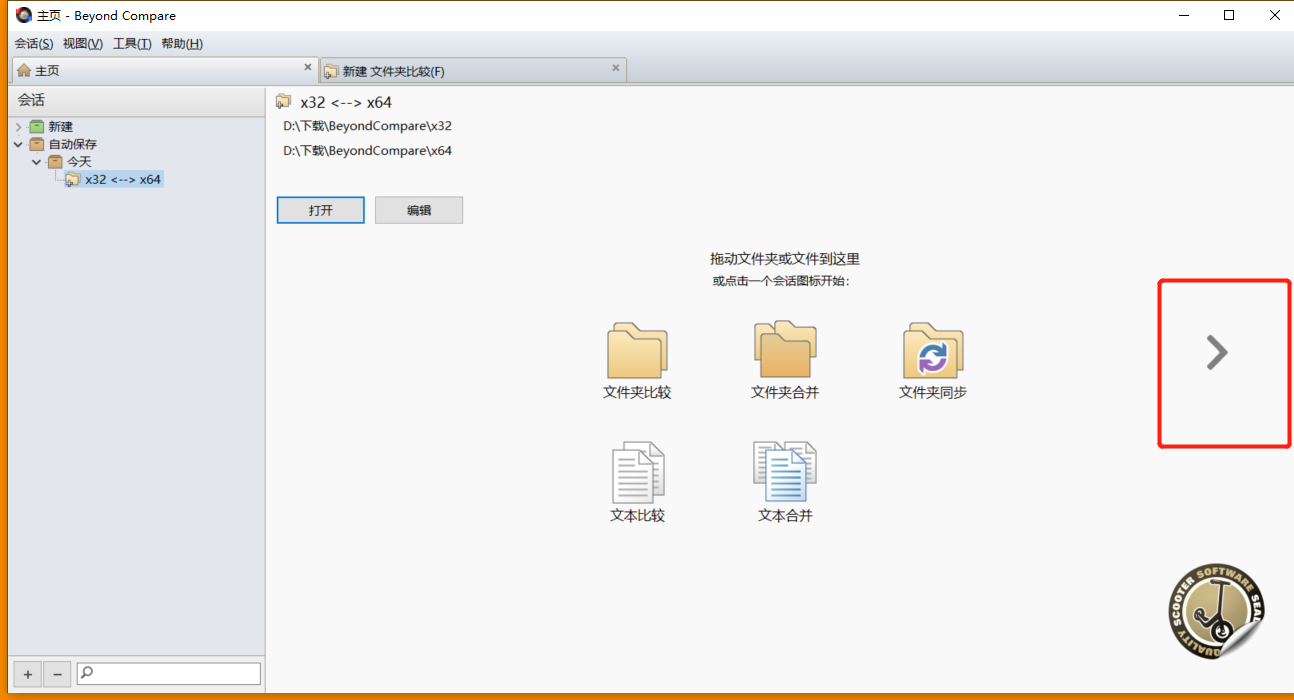 主页 - Beyond Compare
会话(S) 视图(V) 工具(T) 帮助(H)
主页
新建 文件夹比较(F)
会话
新建
自动保存
今天
x32 <--> x64
x32 <--> x64
D:\下载\BeyondCompare\x32
D:\下载\BeyondCompare\x64
打开
编辑
拖动文件夹或文件到这里
或点击一个会话图标开始:
文件夹比较
文件夹合并
文件夹同步
文本比较
文本合并
SCOOTER SOFTWARE SEAL
QUALITY